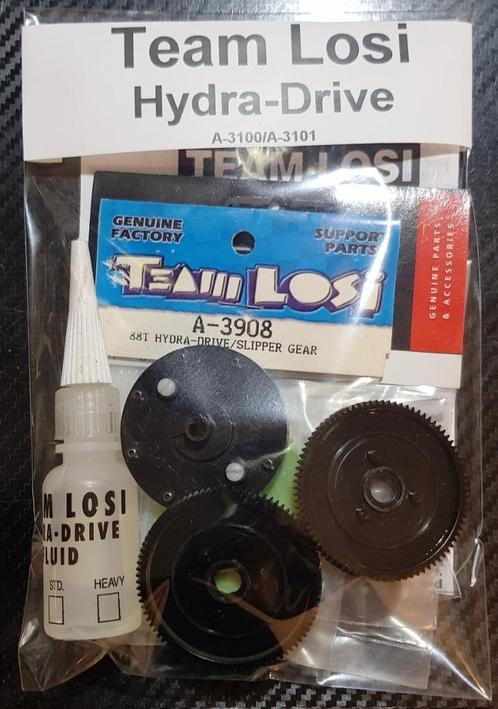 Team Losi
Hydra-Drive
A-3100/A-3101
TEAM LOSI
GENUINE
FACTORY
SUPPORT
PARTS
TEAM LOSI
A-3908
88T HYDRA-DRIVE/SLIPPER GEAR
GENUINE PARTS
& ACCESSORIES
M LOSI
RA-DRIVE
LUID
STD.
HEAVY